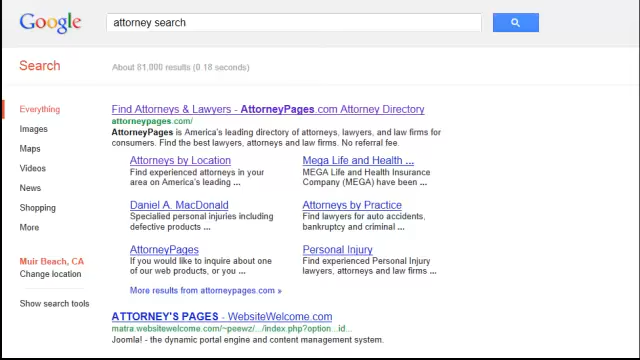 Google
attorney search
Search
About 81,000 results (0.18 seconds)
Everything
Images
Maps
Videos
News
Shopping
More
Muir Beach, CA
Change location
Show search tools
Find Attorneys & Lawyers - AttorneyPages.com Attorney Directory
attorneypages.com/
AttorneyPages is America's leading directory of attorneys, lawyers, and law firms for
consumers. Find the best lawyers, attorneys and law firms. No referral fee.
Attorneys by Location
Find experienced attorneys in your
area on America's leading ...
Mega Life and Health ...
MEGA Life and Health Insurance
Company (MEGA) have been ...
Daniel A. MacDonald
Specialied personal injuries including
defective products ...
Attorneys by Practice
Find lawyers for auto accidents,
bankruptcy and criminal ...
AttorneyPages
If you would like to inquire about one
of our web products, or you ...
Personal Injury
Find experienced Personal Injury
lawyers, attorneys and law firms ...
More results from attorneypages.com »
ATTORNEY'S PAGES - WebsiteWelcome.com
matra.websitewelcome.com/~peewz/.../index.php?option...id...
Joomla! - the dynamic portal engine and content management system.